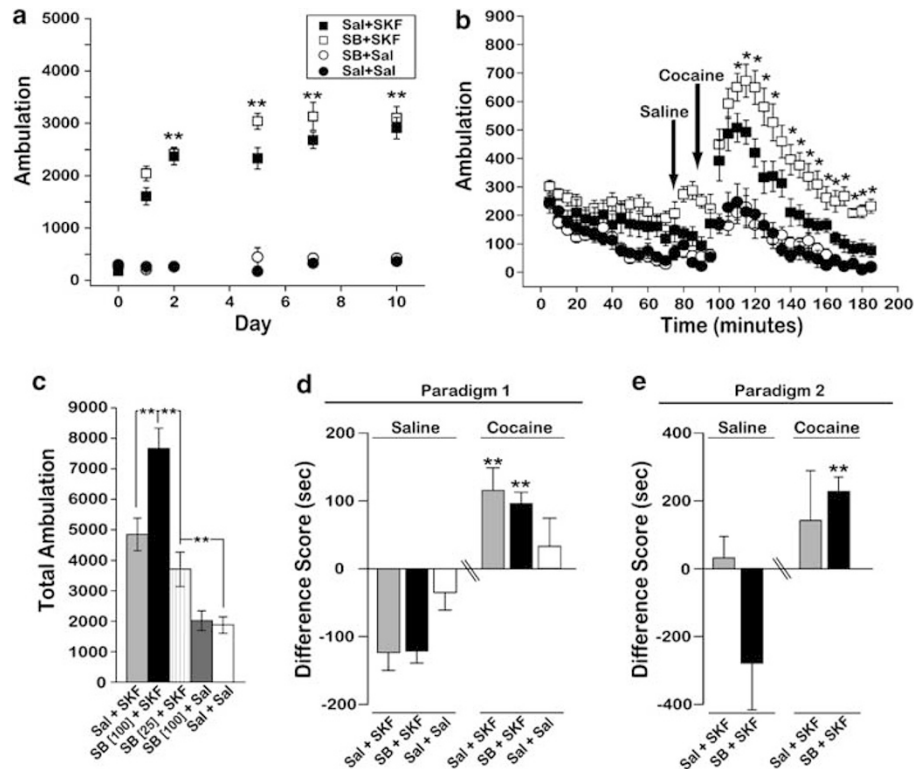 a
Sal+SKF
SB+SKF
SB+Sal
Sal+Sal
5000
4000
3000
2000
1000
0
Ambulation
** ** ** **
0 2 4 6 8 10
Day
b
900
800
700
600
500
400
300
200
100
0
Ambulation
Saline
Cocaine
* * * * * * * * * * * * * * *
0 20 40 60 80 100 120 140 160 180 200
Time (minutes)
c
9000
8000
7000
6000
5000
4000
3000
2000
1000
0
Total Ambulation
** **
**
Sal + SKF
SB [100] + SKF
SB [25] + SKF
SB [100] + Sal
Sal + Sal
d
Paradigm 1
Saline
Cocaine
200
100
0
-100
-200
Difference Score (sec)
** **
Sal + SKF
SB + SKF
Sal + Sal
Sal + SKF
SB + SKF
Sal + Sal
e
Paradigm 2
Saline
Cocaine
400
200
0
-200
-400
Difference Score (sec)
**
Sal + SKF
SB + SKF
Sal + SKF
SB + SKF